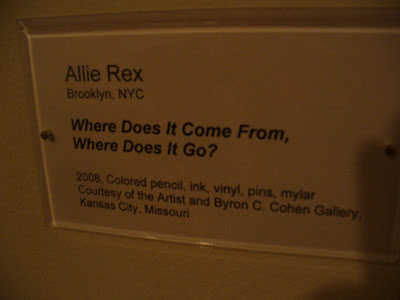 Allie Rex
Brooklyn, NYC
Where Does It Come From,
Where Does It Go?
2008, Colored pencil, ink, vinyl, pins, mylar
Courtesy of the Artist and Byron C. Cohen Gallery,
Kansas City, Missouri